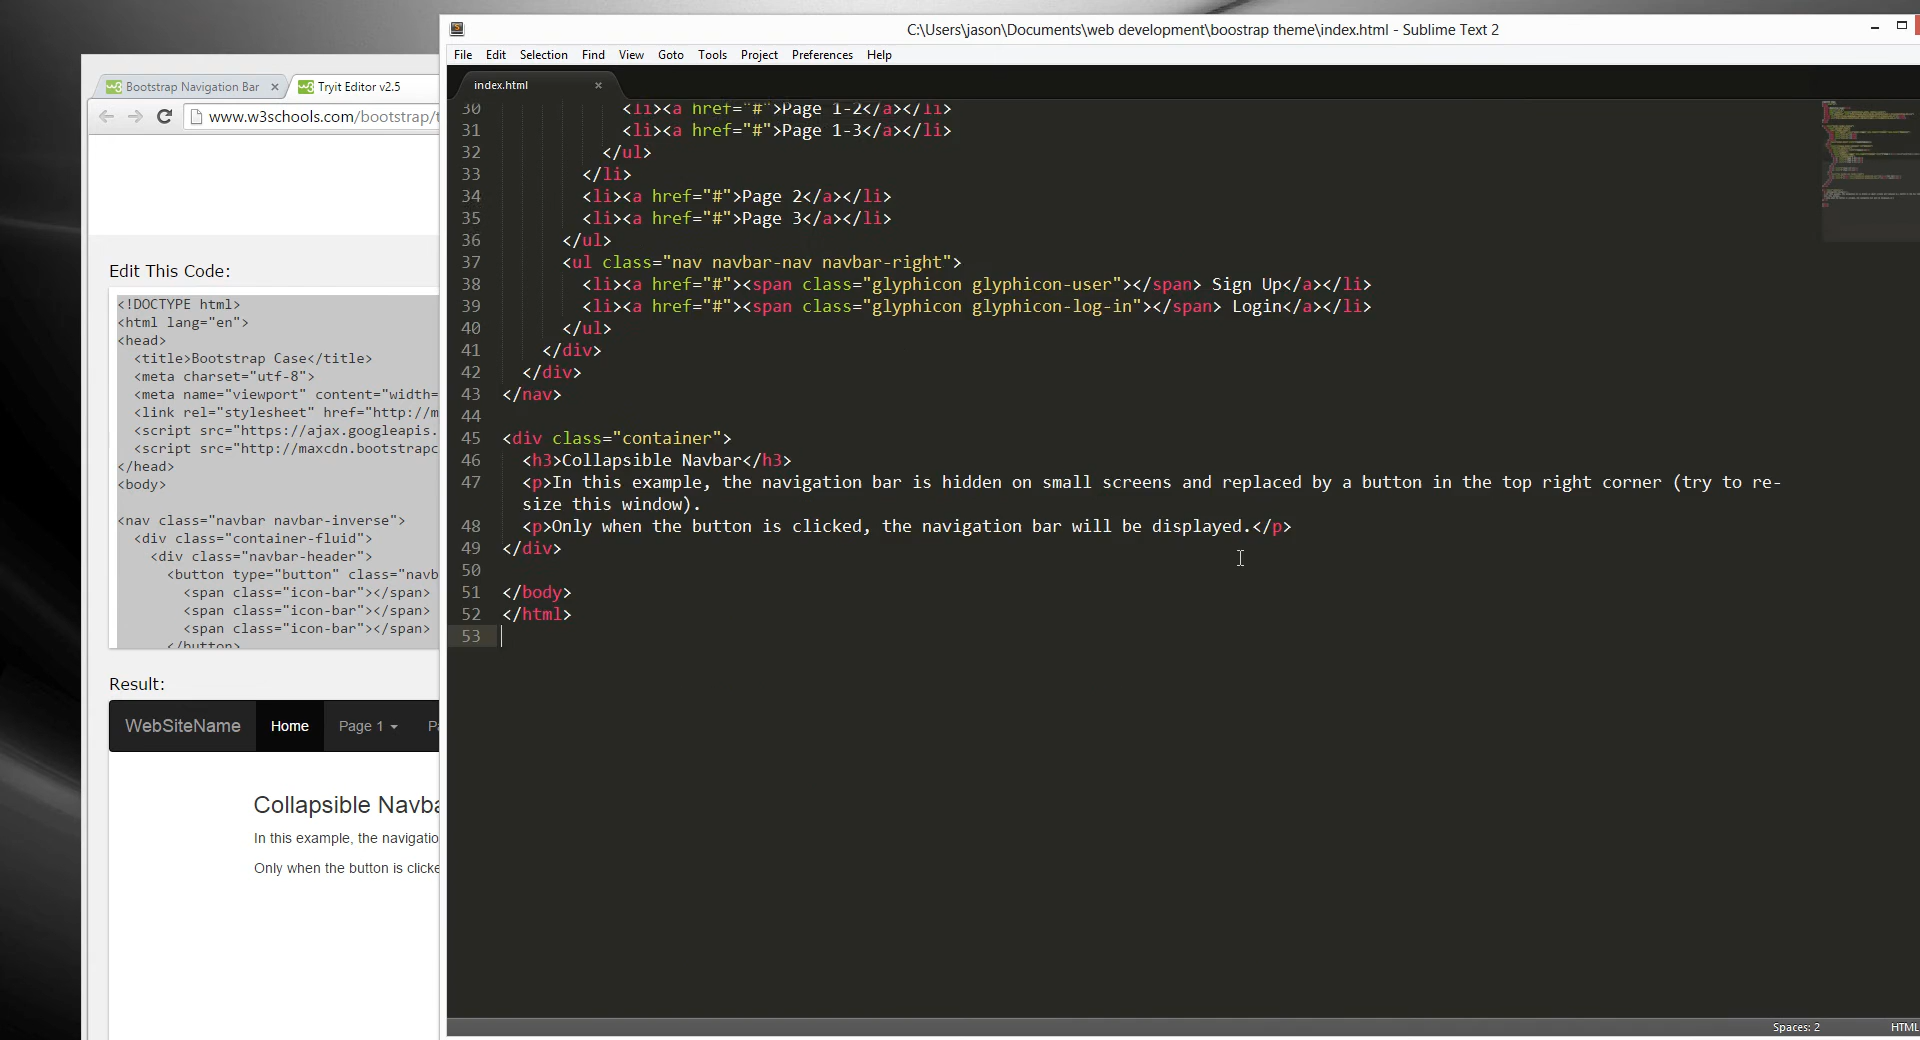 C:\Users\jason\Documents\web development\boostrap theme\index.html - Sublime Text 2
File Edit Selection Find View Goto Tools Project Preferences Help
index.html
30 <li><a href="#">Page 1-2</a></li>
31 <li><a href="#">Page 1-3</a></li>
32 </ul>
33 </li>
34 <li><a href="#">Page 2</a></li>
35 <li><a href="#">Page 3</a></li>
36 </ul>
37 <ul class="nav navbar-nav navbar-right">
38 <li><a href="#"><span class="glyphicon glyphicon-user"></span> Sign Up</a></li>
39 <li><a href="#"><span class="glyphicon glyphicon-log-in"></span> Login</a></li>
40 </ul>
41 </div>
42 </div>
43 </nav>
44
45 <div class="container">
46 <h3>Collapsible Navbar</h3>
47 <p>In this example, the navigation bar is hidden on small screens and replaced by a button in the top right corner (try to re-
size this window).
48 <p>Only when the button is clicked, the navigation bar will be displayed.</p>
49 </div>
50
51 </body>
52 </html>
53
Spaces: 2 HTML
Bootstrap Navigation Bar
Tryit Editor v2.5
www.w3schools.com/bootstrap/t
Edit This Code:
<!DOCTYPE html>
<html lang="en">
<head>
<title>Bootstrap Case</title>
<meta charset="utf-8">
<meta name="viewport" content="width=
<link rel="stylesheet" href="http://m
<script src="https://ajax.googleapis.
<script src="http://maxcdn.bootstrapc
</head>
<body>
<nav class="navbar navbar-inverse">
<div class="container-fluid">
<div class="navbar-header">
<button type="button" class="navb
<span class="icon-bar"></span>
<span class="icon-bar"></span>
<span class="icon-bar"></span>
</button>
Result:
WebSiteName Home Page 1
Collapsible Navba
In this example, the navigatio
Only when the button is clicke